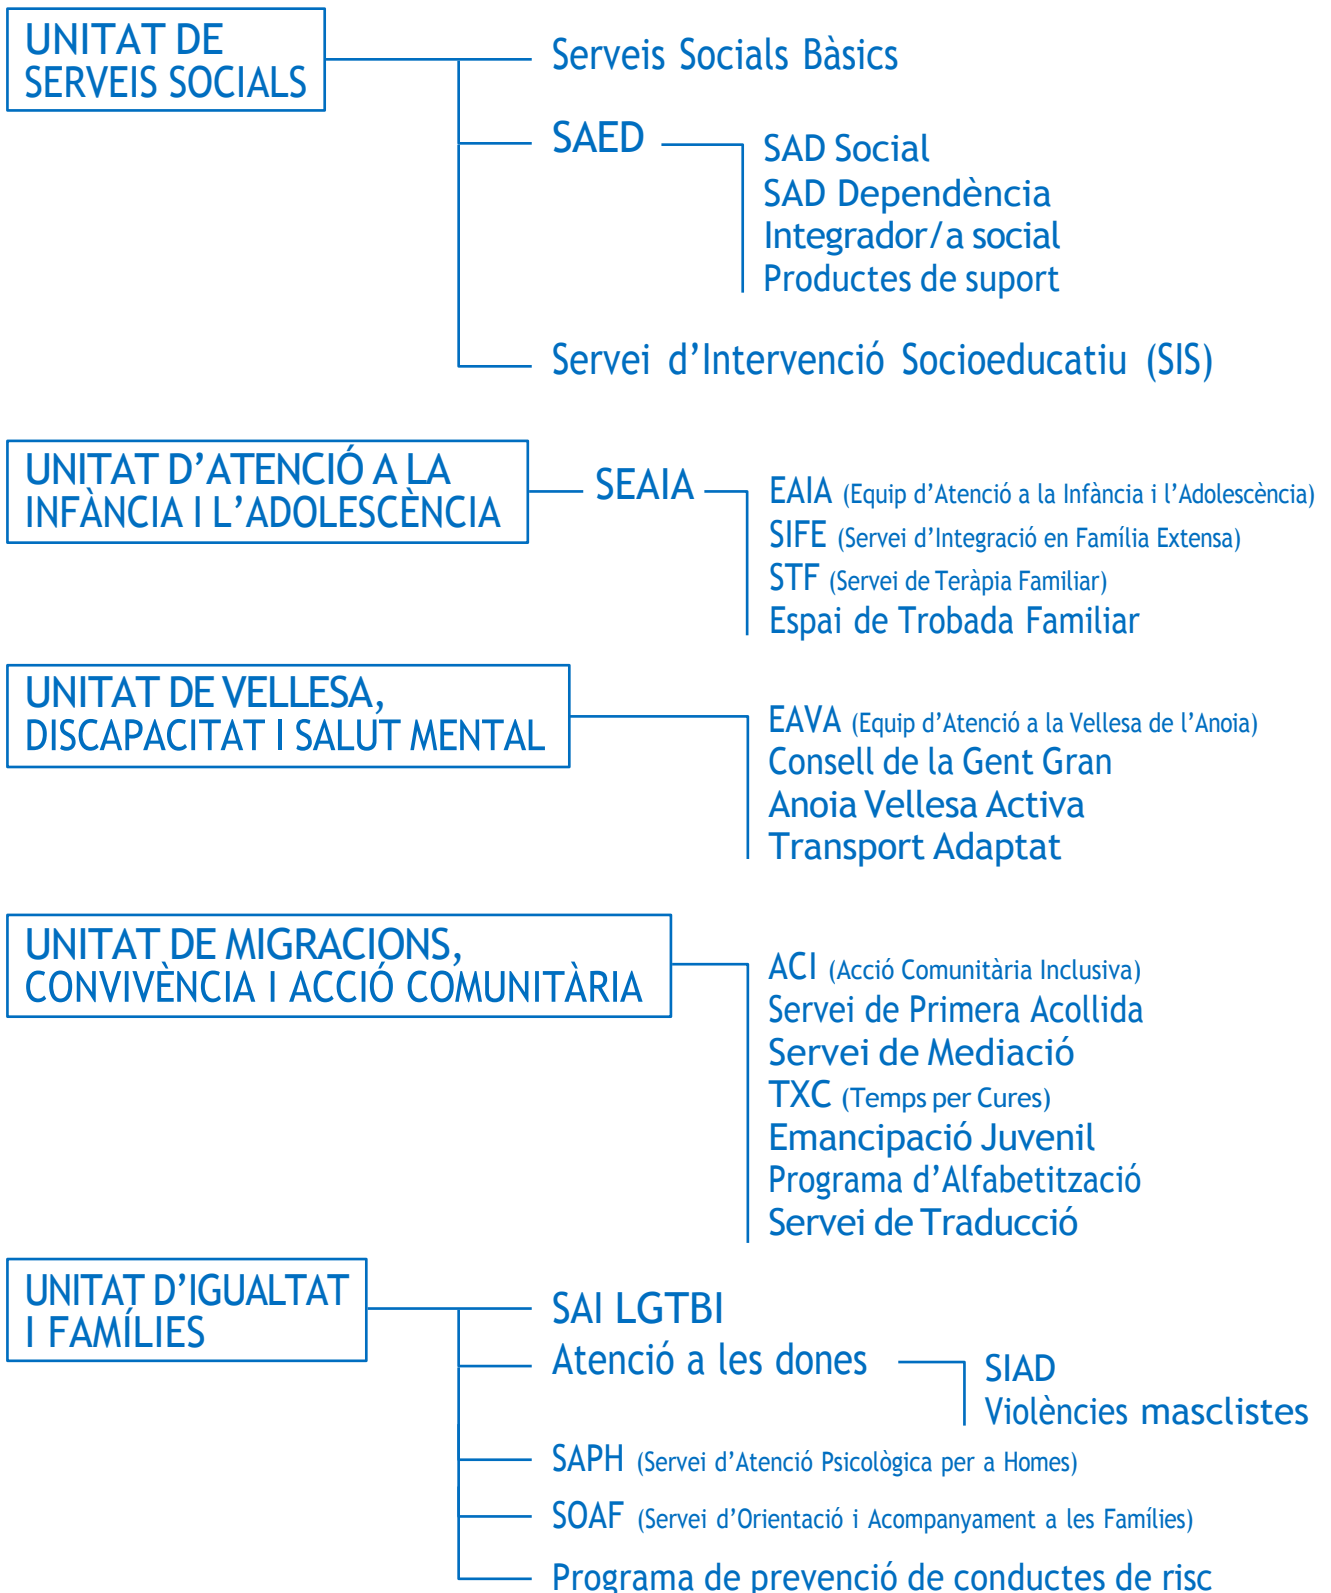 UNITAT DE
SERVEIS SOCIALS
Serveis Socials Bàsics
SAED
SAD Social
SAD Dependència
Integrador/a social
Productes de suport
Servei d’Intervenció Socioeducatiu (SIS)
UNITAT D’ATENCIÓ A LA
INFÀNCIA I L’ADOLESCÈNCIA
SEAIA
EAIA (Equip d’Atenció a la Infància i l’Adolescència)
SIFE (Servei d’Integració en Família Extensa)
STF (Servei de Teràpia Familiar)
Espai de Trobada Familiar
UNITAT DE VELLESA,
DISCAPACITAT I SALUT MENTAL
EAVA (Equip d’Atenció a la Vellesa de l’Anoia)
Consell de la Gent Gran
Anoia Vellesa Activa
Transport Adaptat
UNITAT DE MIGRACIONS,
CONVIVÈNCIA I ACCIÓ COMUNITÀRIA
ACI (Acció Comunitària Inclusiva)
Servei de Primera Acollida
Servei de Mediació
TXC (Temps per Cures)
Emancipació Juvenil
Programa d’Alfabetització
Servei de Traducció
UNITAT D’IGUALTAT
I FAMÍLIES
SAI LGTBI
Atenció a les dones
SIAD
Violències masclistes
SAPH (Servei d’Atenció Psicològica per a Homes)
SOAF (Servei d’Orientació i Acompanyament a les Famílies)
Programa de prevenció de conductes de risc